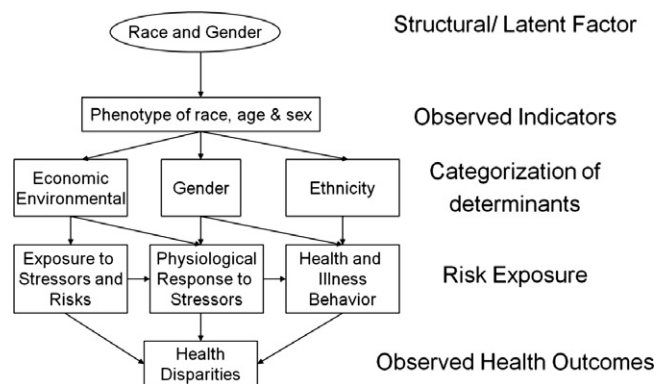 Structural/ Latent Factor
Race and Gender
Phenotype of race, age & sex
Observed Indicators
Economic
Environmental
Gender
Ethnicity
Categorization of
determinants
Exposure to
Stressors and
Risks
Physiological
Response to
Stressors
Health and
Illness
Behavior
Risk Exposure
Health
Disparities
Observed Health Outcomes